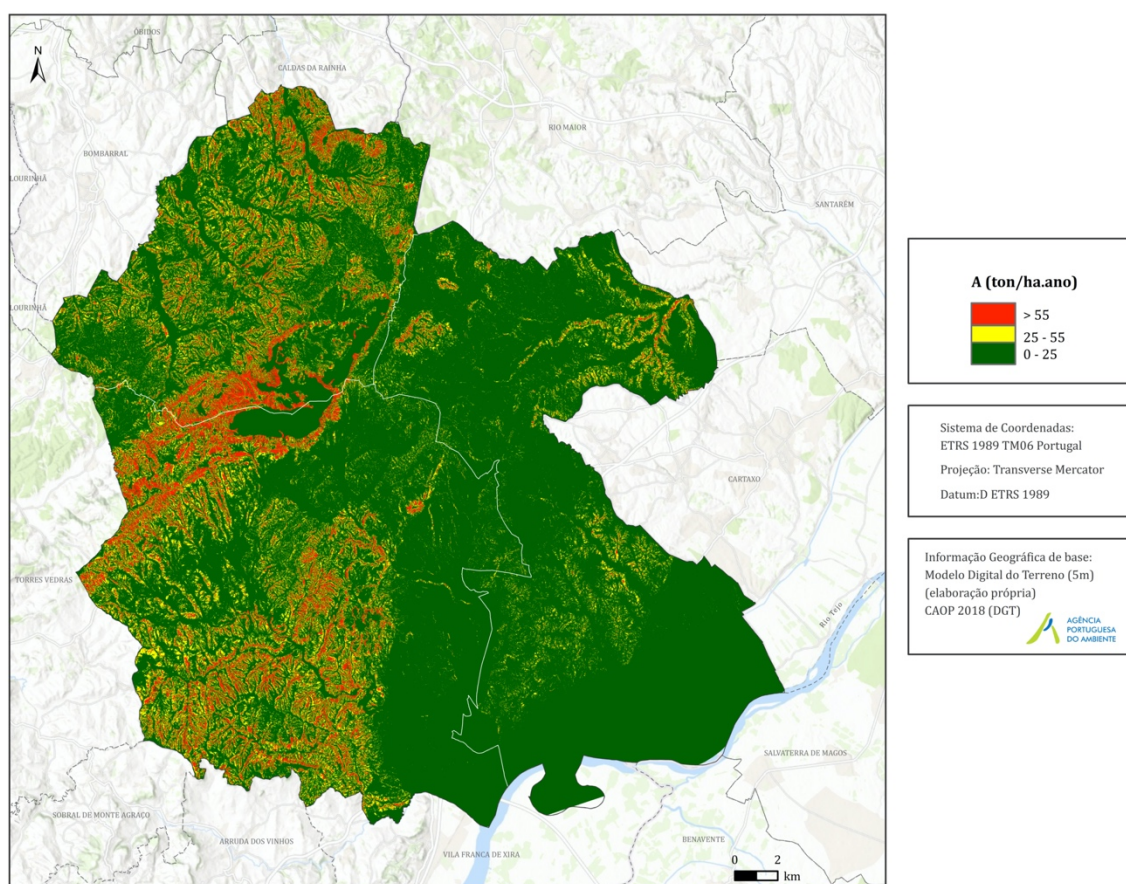 N
ÓBIDOS
CALDAS DA RAINHA
RIO MAIOR
BOMBARRAL
LOURINHÃ
SANTARÉM
LOURINHÃ
CARTAXO
TORRES VEDRAS
Rio Tejo
SALVATERRA DE MAGOS
SOBRAL DE MONTE AGRAÇO
ARRUDA DOS VINHOS
VILA FRANCA DE XIRA
BENAVENTE
0 2
km
A (ton/ha.ano)
> 55
25 - 55
0 - 25
Sistema de Coordenadas:
ETRS 1989 TM06 Portugal
Projeção: Transverse Mercator
Datum:D ETRS 1989
Informação Geográfica de base:
Modelo Digital do Terreno (5m)
(elaboração própria)
CAOP 2018 (DGT)
AGÊNCIA
PORTUGUESA
DO AMBIENTE